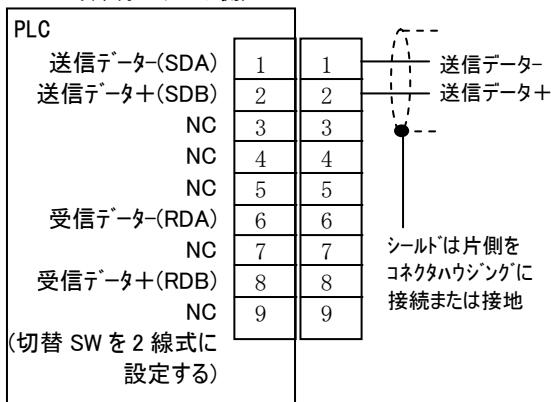 PLC
送信ﾃﾞｰﾀ-(SDA) 1 1 送信データ-
送信ﾃﾞｰﾀ+(SDB) 2 2 送信データ+
NC 3 3
NC 4 4
NC 5 5
受信ﾃﾞｰﾀ-(RDA) 6 6
NC 7 7
受信ﾃﾞｰﾀ+(RDB) 8 8
NC 9 9
(切替 SW を 2 線式に
設定する)
ｼｰﾙﾄﾞは片側を
ｺﾈｸﾀﾊｳｼﾞﾝｸﾞに
接続または接地